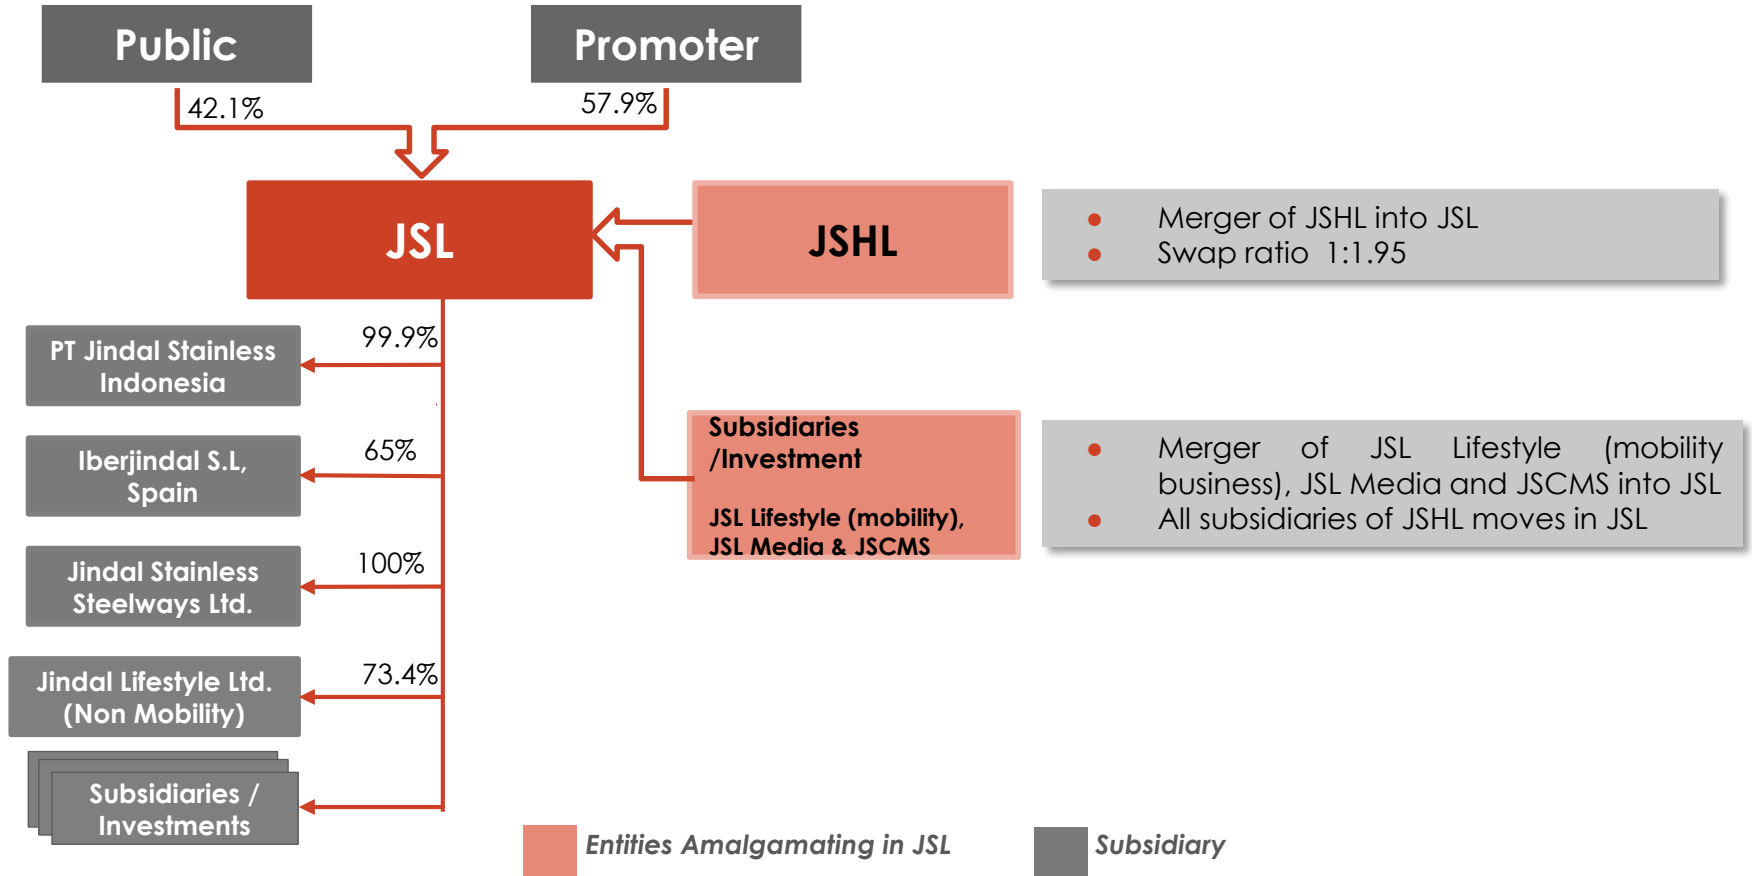 Public
Promoter
42.1%
57.9%
JSL
JSHL
● Merger of JSHL into JSL
● Swap ratio 1:1.95
99.9%
PT Jindal Stainless
Indonesia
65%
Iberjindal S.L,
Spain
100%
Jindal Stainless
Steelways Ltd.
73.4%
Jindal Lifestyle Ltd.
(Non Mobility)
Subsidiaries /
Investments
Subsidiaries
/Investment
JSL Lifestyle (mobility),
JSL Media & JSCMS
● Merger of JSL Lifestyle (mobility
business), JSL Media and JSCMS into JSL
● All subsidiaries of JSHL moves in JSL
Entities Amalgamating in JSL
Subsidiary